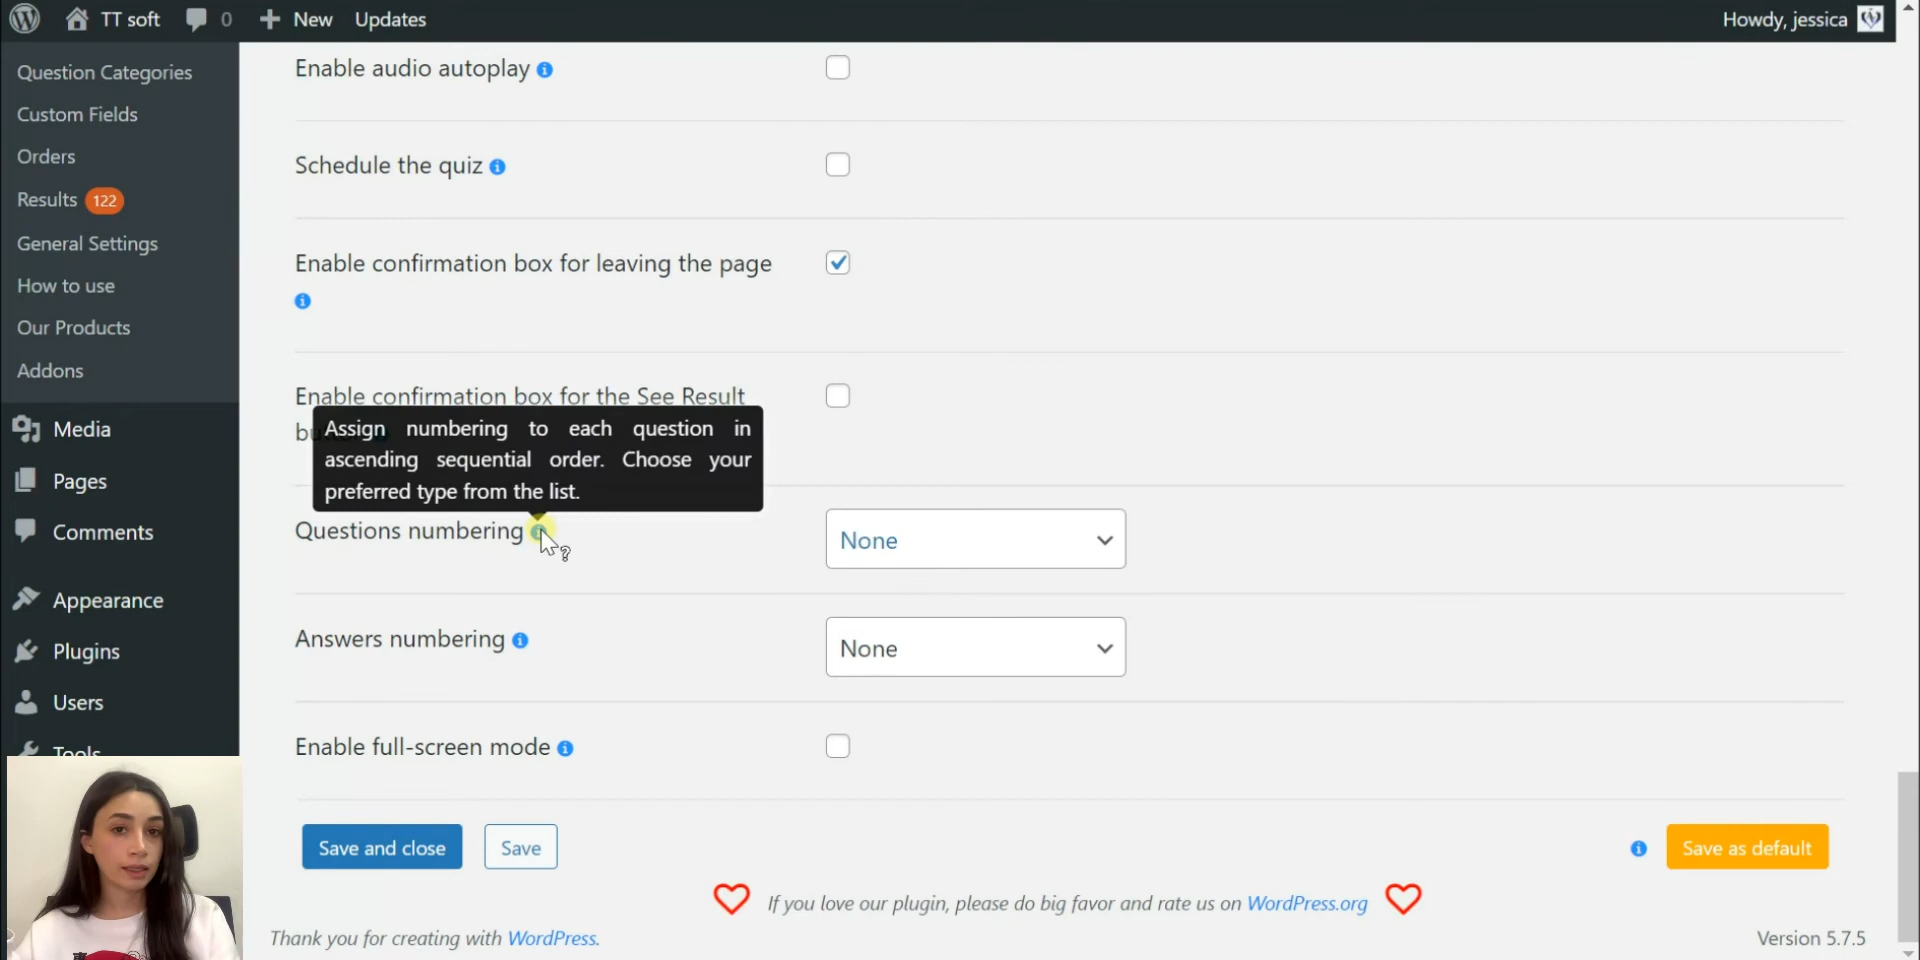 TT soft
0
New
Updates
Howdy, jessica
Question Categories
Custom Fields
Orders
Results 122
General Settings
How to use
Our Products
Addons
Media
Pages
Comments
Appearance
Plugins
Users
Tools
Enable audio autoplay
Schedule the quiz
Enable confirmation box for leaving the page
Enable confirmation box for the See Result
Assign numbering to each question in
ascending sequential order. Choose your
preferred type from the list.
Questions numbering
None
Answers numbering
None
Enable full-screen mode
Save and close
Save
Save as default
If you love our plugin, please do big favor and rate us on WordPress.org
Thank you for creating with WordPress.
Version 5.7.5